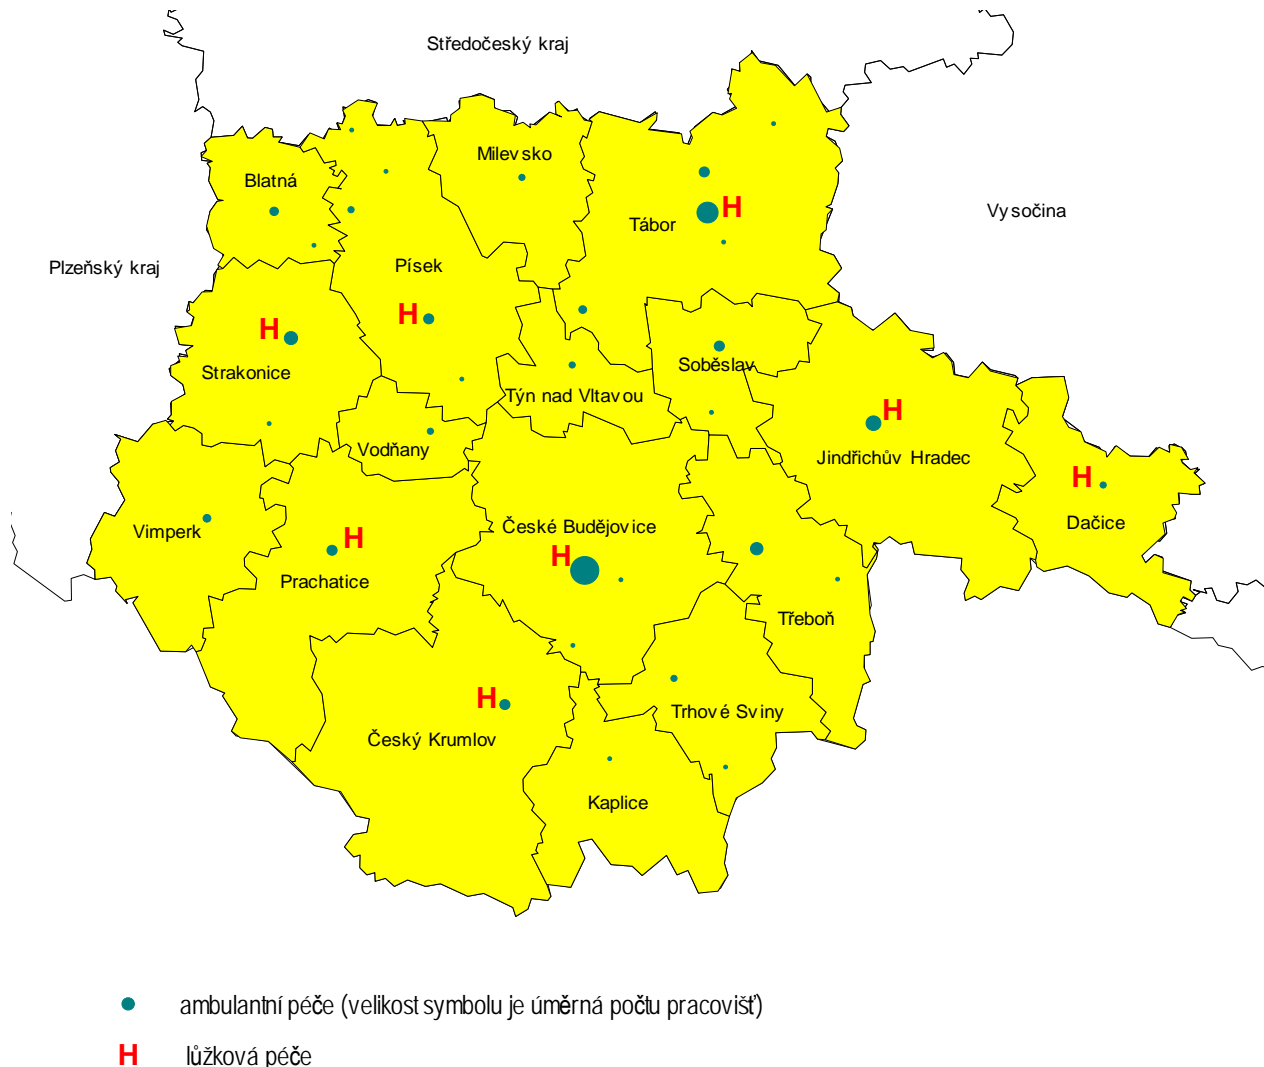 Středočeský kraj
Milevsko
Blatná
H
Vysočina
Tábor
Písek
Plzeňský kraj
H
H
Soběslav
Strakonice
Týn nad Vltavou
H
Vodňany
Jindřichův Hradec
H
Dačice
České Budějovice
Vimperk
H
H
Prachatice
Třeboň
H
Trhové Sviny
Český Krumlov
Kaplice
ambulantní péče (velikost symbolu je úměrná počtu pracovišť)
H lůžková péče